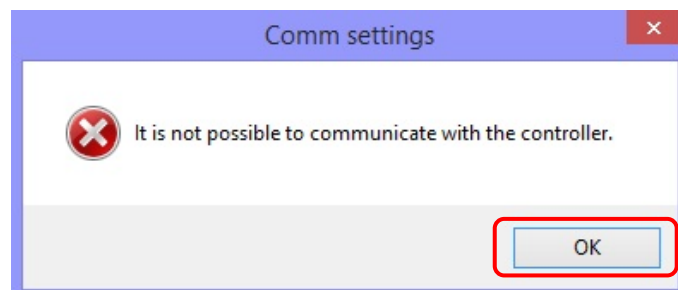 Comm settings
It is not possible to communicate with the controller.
OK